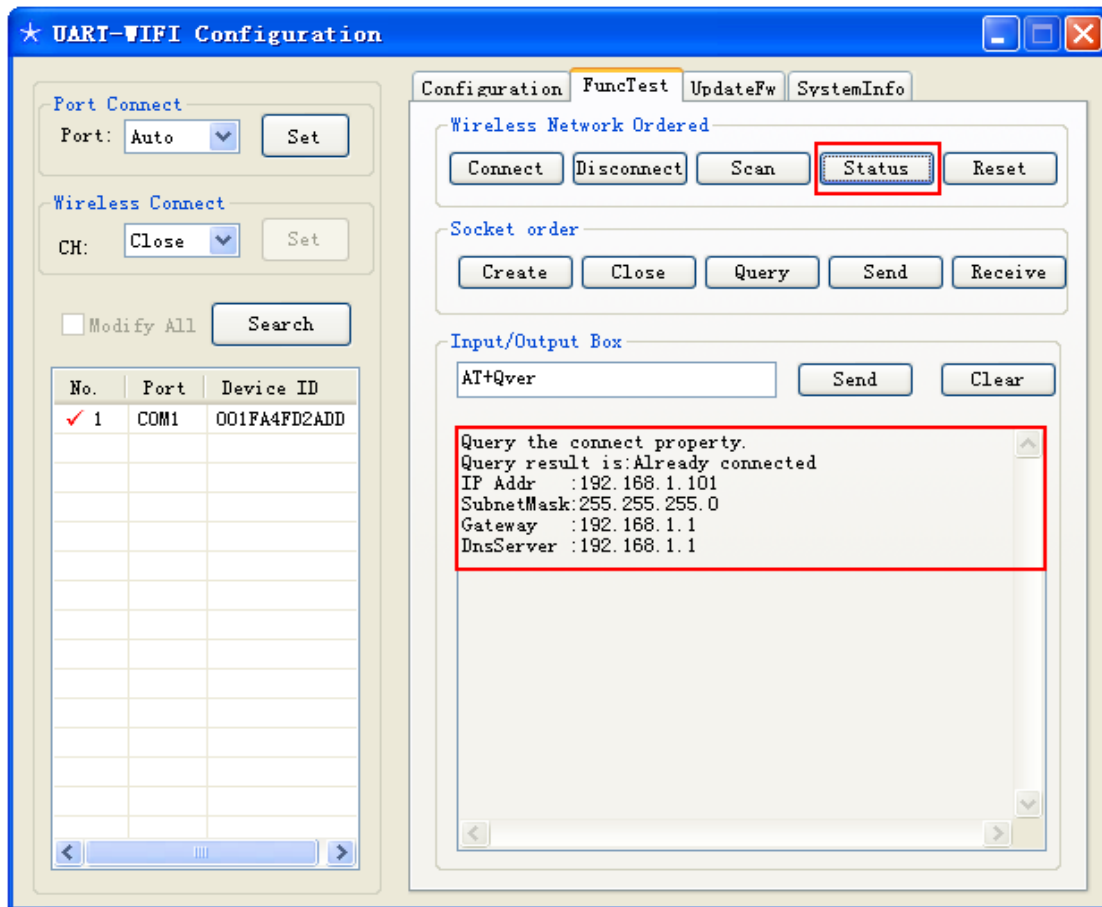 UART-WIFI Configuration
Port Connect
Port: Auto Set
Wireless Connect
CH: Close Set
Modify All Search
No. Port Device ID
1 COM1 001FA4FD2ADD
Configuration FuncTest UpdateFw SystemInfo
Wireless Network Ordered
Connect Disconnect Scan Status Reset
Socket order
Create Close Query Send Receive
Input/Output Box
AT+Qver Send Clear
Query the connect property.
Query result is:Already connected
IP Addr :192.168.1.101
SubnetMask:255.255.255.0
Gateway :192.168.1.1
DnsServer :192.168.1.1